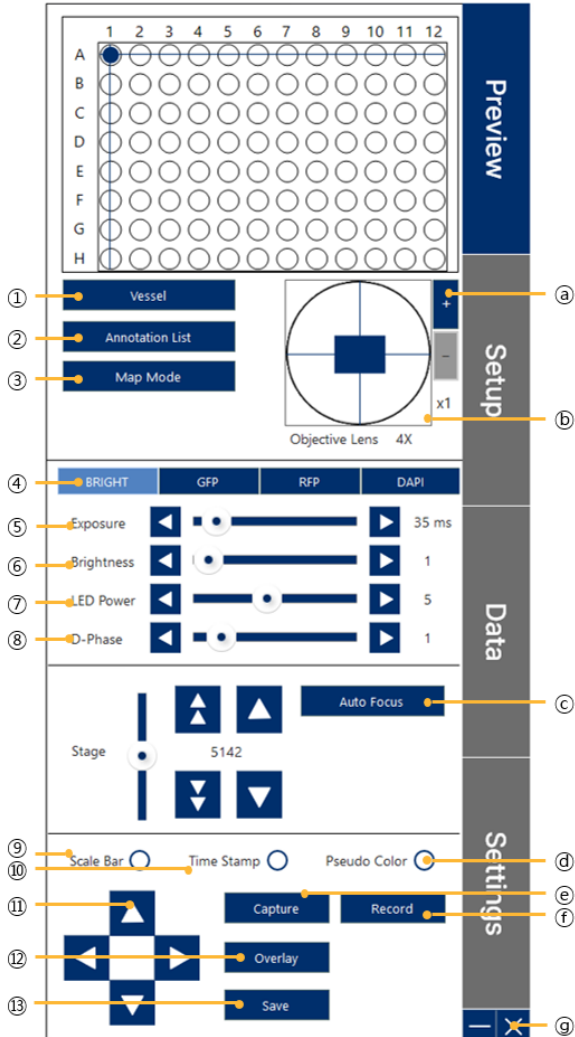 1 2 3 4 5 6 7 8 9 10 11 12
A
B
C
D
E
F
G
H
① Vessel
② Annotation List
③ Map Mode
+ ⓐ
−
x1
ⓑ
Objective Lens 4X
④ BRIGHT GFP RFP DAPI
⑤ Exposure 35 ms
⑥ Brightness 1
⑦ LED Power 5
⑧ D-Phase 1
Auto Focus ⓒ
Stage 5142
⑨ Scale Bar Time Stamp Pseudo Color ⓓ
⑩
ⓔ
⑪ Capture Record ⓕ
⑫ Overlay
⑬ Save
ⓖ
Preview
Setup
Data
Settings